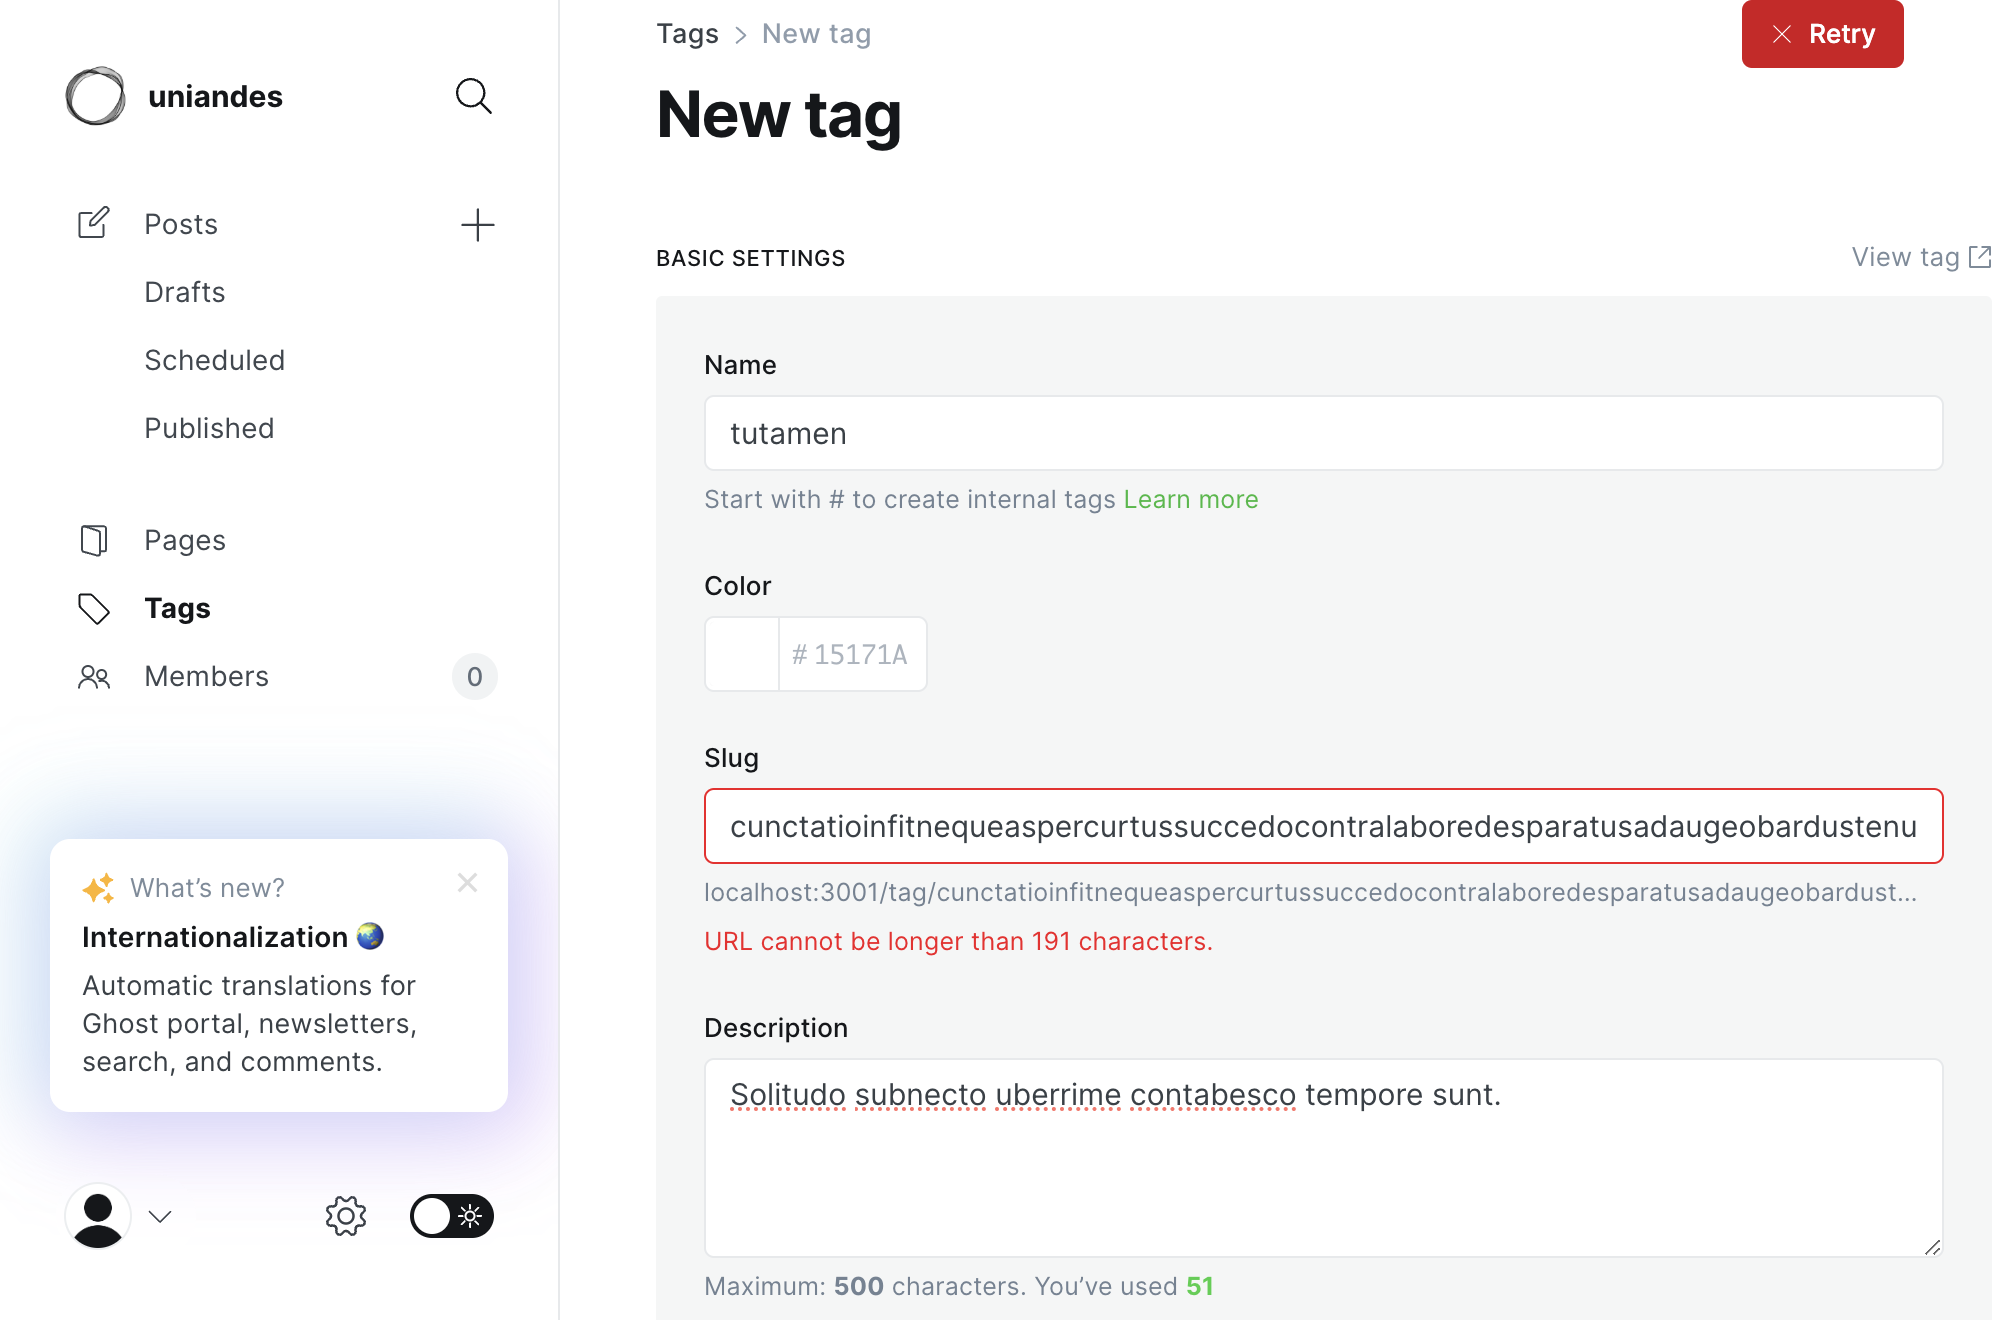 uniandes
Posts
Drafts
Scheduled
Published
Pages
Tags
Members 0
What's new?
Internationalization
Automatic translations for
Ghost portal, newsletters,
search, and comments.
Tags > New tag
Retry
New tag
BASIC SETTINGS
View tag
Name
tutamen
Start with # to create internal tags Learn more
Color
# 15171A
Slug
cunctatioinfitnequeaspercurtussuccedocontralaboredesparatusadaugeobardustenu
localhost:3001/tag/cunctatioinfitnequeaspercurtussuccedocontralaboredesparatusadaugeobardust...
URL cannot be longer than 191 characters.
Description
Solitudo subnecto uberrime contabesco tempore sunt.
Maximum: 500 characters. You’ve used 51